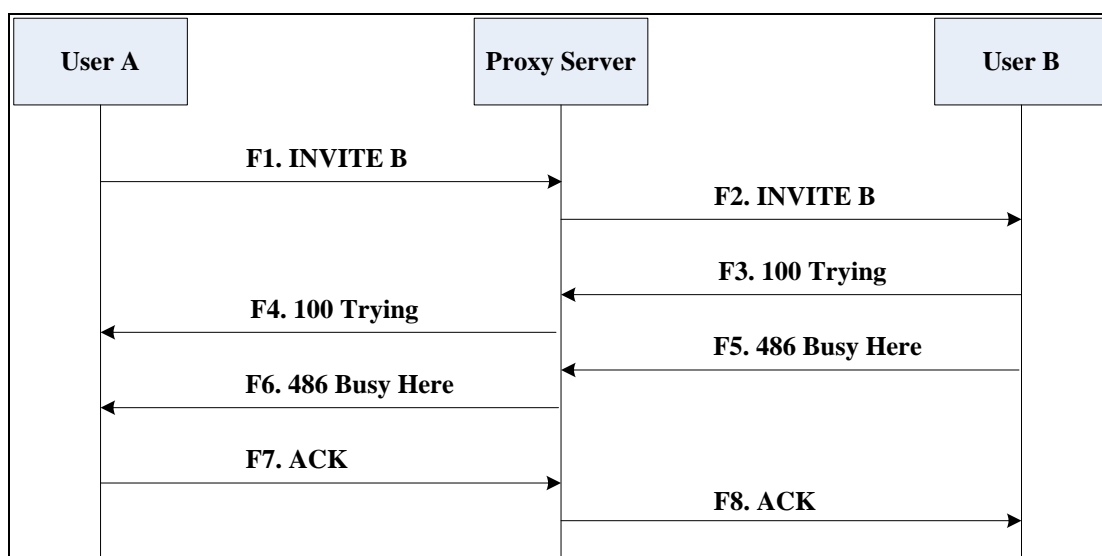 User A
Proxy Server
User B
F1. INVITE B
F2. INVITE B
F3. 100 Trying
F4. 100 Trying
F5. 486 Busy Here
F6. 486 Busy Here
F7. ACK
F8. ACK